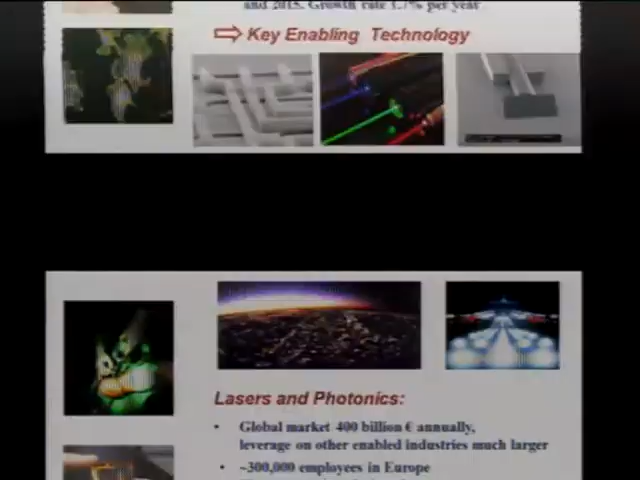 and 2015. Growth rate 1.7% per year
Key Enabling Technology
Lasers and Photonics:
• Global market 400 billion € annually,
leverage on other enabled industries much larger
• ~300,000 employees in Europe